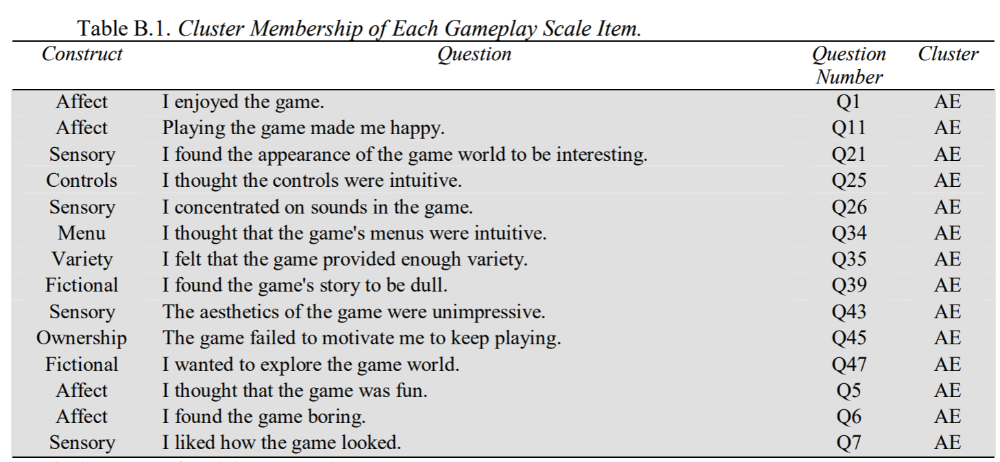 Table B.1. Cluster Membership of Each Gameplay Scale Item.
Construct Question Question Number Cluster
Affect I enjoyed the game. Q1 AE
Affect Playing the game made me happy. Q11 AE
Sensory I found the appearance of the game world to be interesting. Q21 AE
Controls I thought the controls were intuitive. Q25 AE
Sensory I concentrated on sounds in the game. Q26 AE
Menu I thought that the game's menus were intuitive. Q34 AE
Variety I felt that the game provided enough variety. Q35 AE
Fictional I found the game's story to be dull. Q39 AE
Sensory The aesthetics of the game were unimpressive. Q43 AE
Ownership The game failed to motivate me to keep playing. Q45 AE
Fictional I wanted to explore the game world. Q47 AE
Affect I thought that the game was fun. Q5 AE
Affect I found the game boring. Q6 AE
Sensory I liked how the game looked. Q7 AE